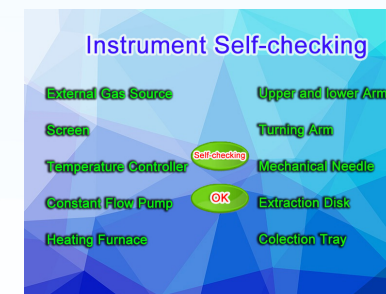 Instrument Self-checking
External Gas Source
Upper and lower Arm
Screen
Turning Arm
Self-checking
Temperature Controller
Mechanical Needle
Constant Flow Pump
OK
Extraction Disk
Heating Furnace
Colection Tray